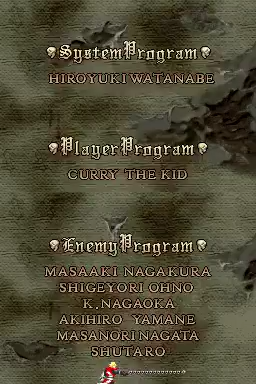 SystemProgram
HIROYUKI WATANABE
PlayerProgram
CURRY THE KID
EnemyProgram
MASAAKI NAGAKURA
SHIGEYORI OHNO
K.NAGAOKA
AKIHIRO YAMANE
MASANORI NAGATA
SHUTARO